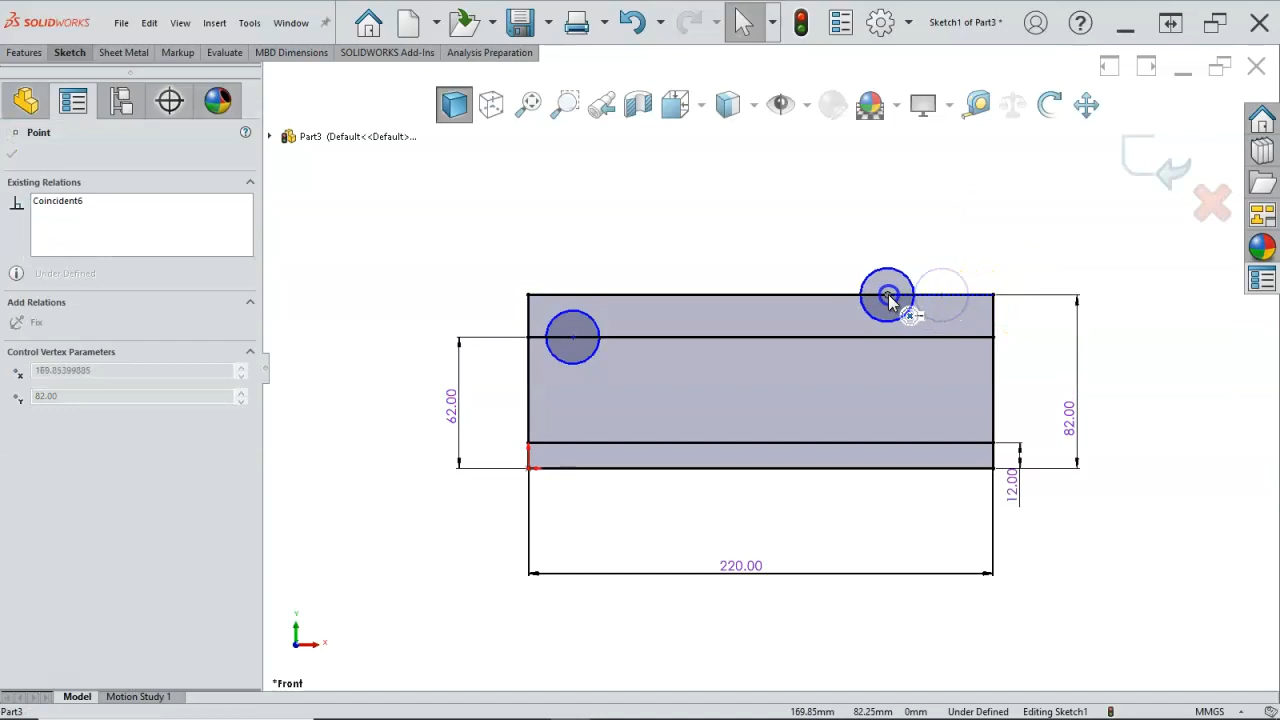 SOLIDWORKS File Edit View Insert Tools Window Sketch1 of Part3 *
Features Sketch Sheet Metal Markup Evaluate MBD Dimensions SOLIDWORKS Add-Ins Analysis Preparation
Point
Part3 (Default<<Default>...
Existing Relations
Coincident6
Under Defined
Add Relations
Fix
Control Vertex Parameters
169.85399885
82.00
62.00
82.00
12.00
220.00
Y
X
*Front
Model Motion Study 1
Part3 169.85mm 82.25mm 0mm Under Defined Editing Sketch1 MMGS